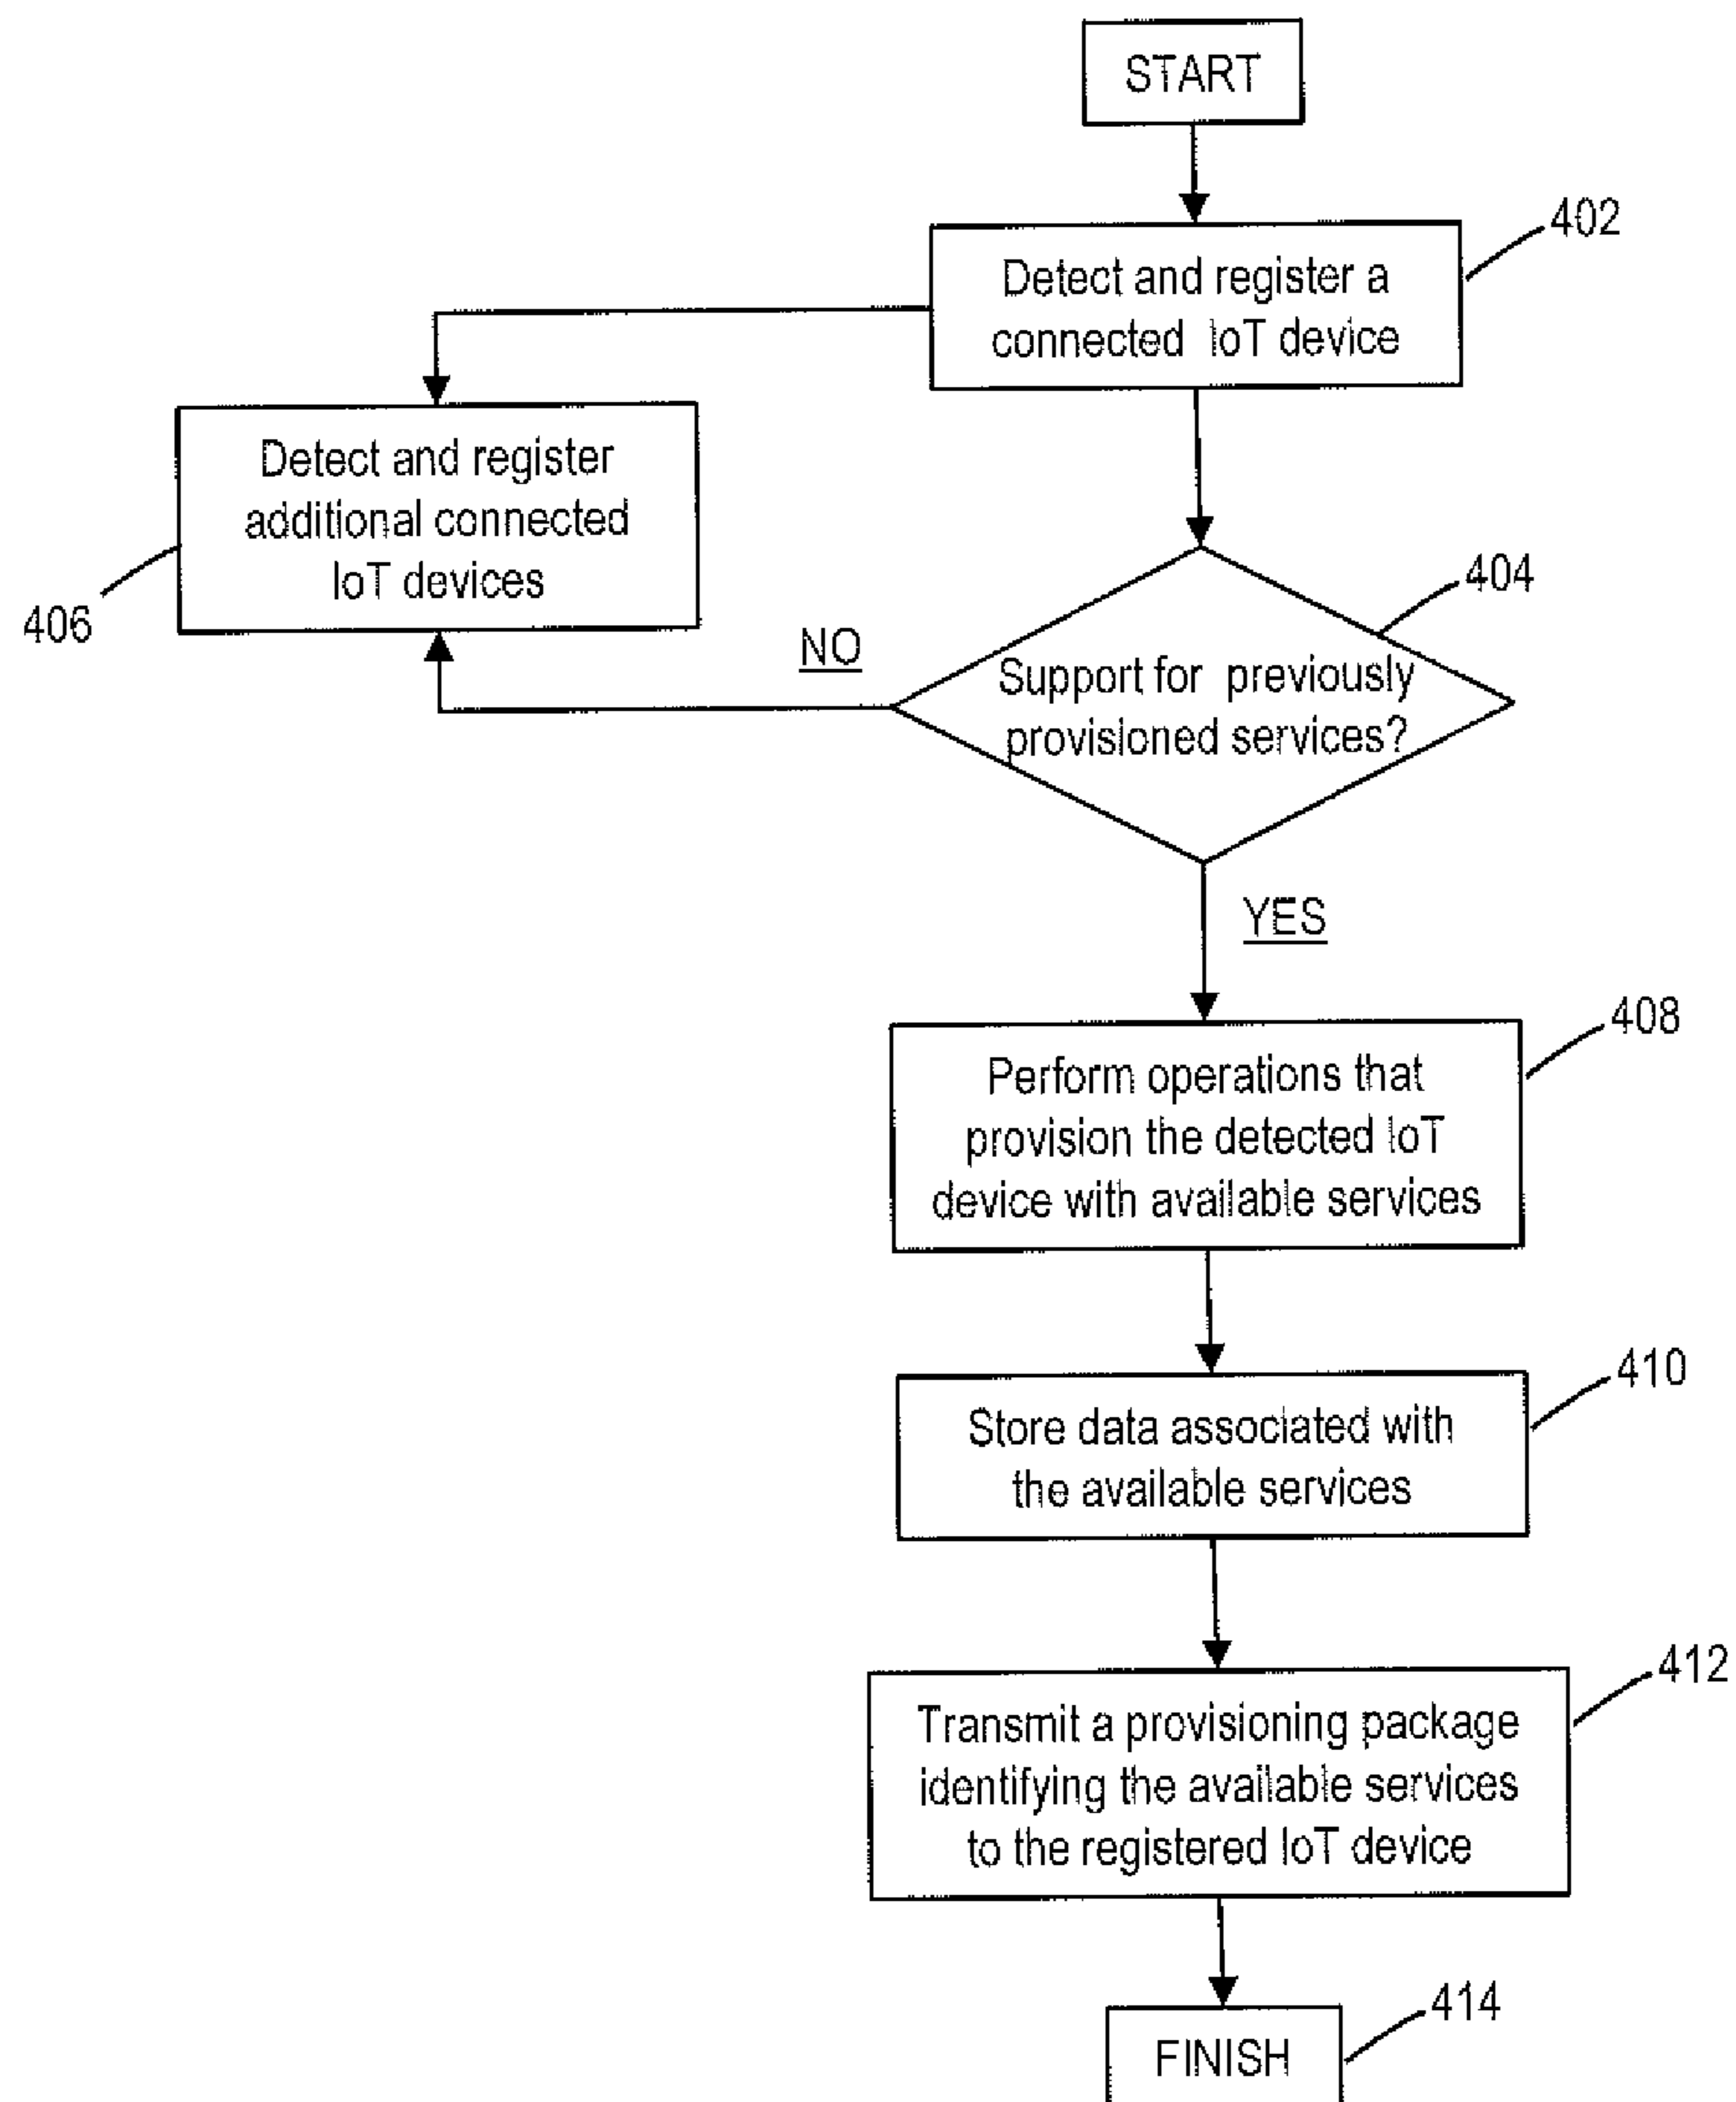 START
402
Detect and register a
connected IoT device
Detect and register
additional connected
IoT devices
406
404
NO
Support for previously
provisioned services?
YES
408
Perform operations that
provision the detected IoT
device with available services
410
Store data associated with
the available services
412
Transmit a provisioning package
identifying the available services
to the registered IoT device
414
FINISH